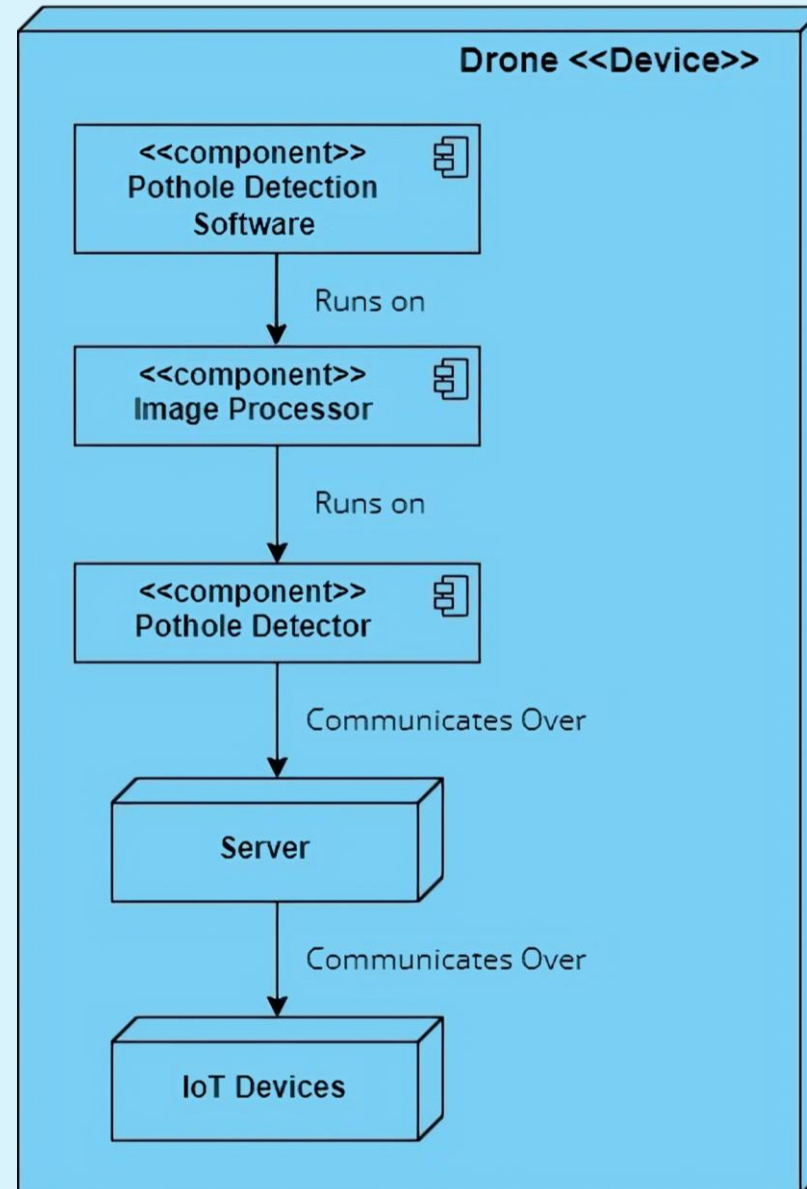 Drone <<Device>>
<<component>>
Pothole Detection
Software
Runs on
<<component>>
Image Processor
Runs on
<<component>>
Pothole Detector
Communicates Over
Server
Communicates Over
IoT Devices